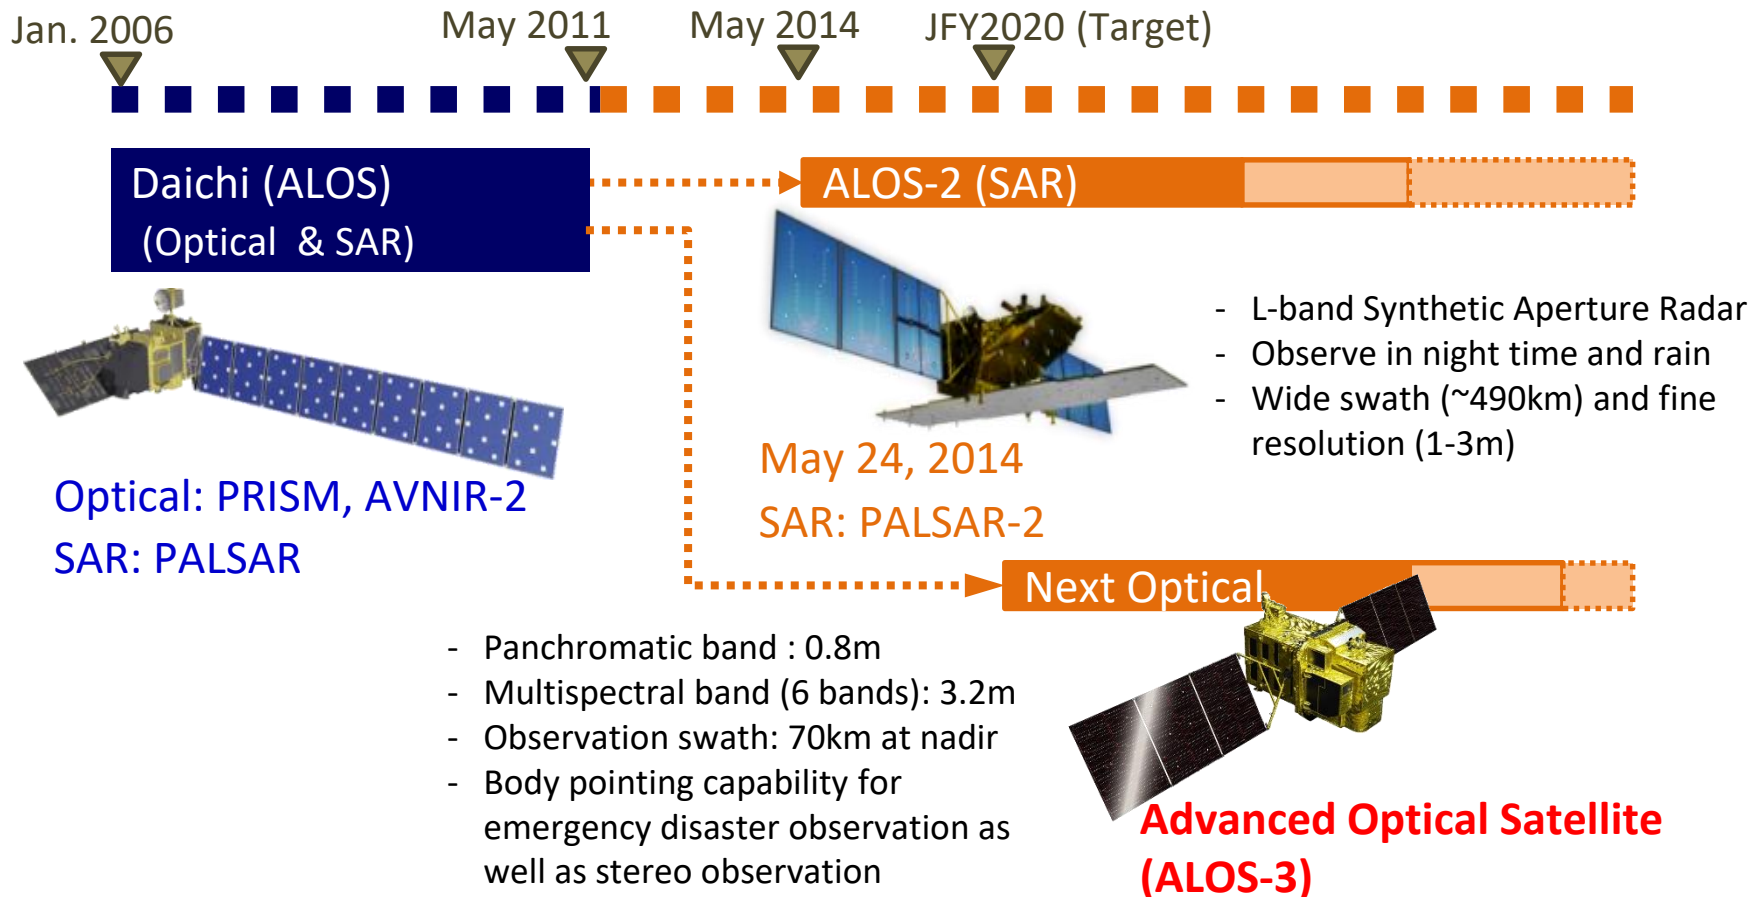 Jan. 2006
May 2011
May 2014
JFY2020 (Target)
Daichi (ALOS)
(Optical & SAR)
ALOS-2 (SAR)
- L-band Synthetic Aperture Radar
- Observe in night time and rain
- Wide swath (~490km) and fine
resolution (1-3m)
May 24, 2014
SAR: PALSAR-2
Optical: PRISM, AVNIR-2
SAR: PALSAR
Next Optical
- Panchromatic band : 0.8m
- Multispectral band (6 bands): 3.2m
- Observation swath: 70km at nadir
- Body pointing capability for
emergency disaster observation as
well as stereo observation
Advanced Optical Satellite
(ALOS-3)